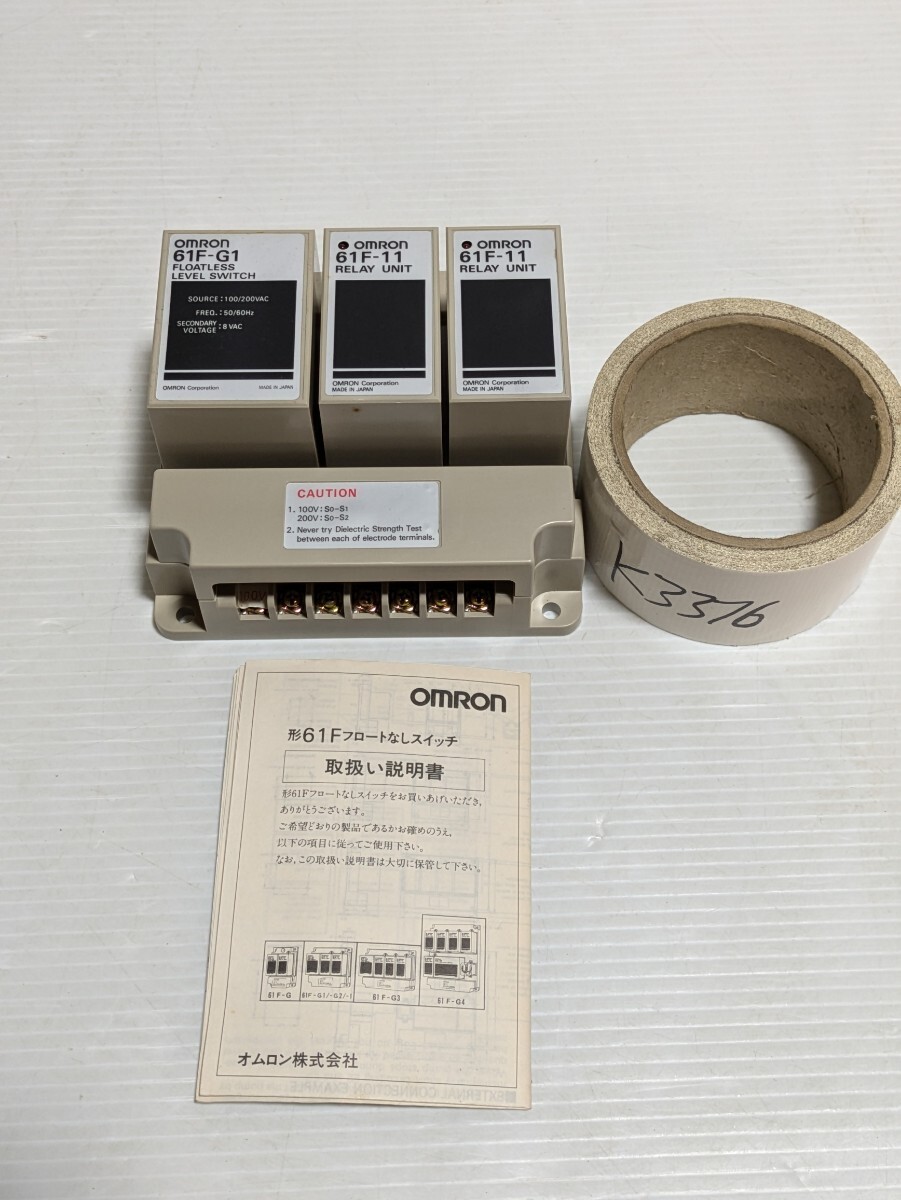 OMRON
61F-G1
FLOATLESS
LEVEL SWITCH
SOURCE : 100/200VAC
FREQ. : 50/60Hz
SECONDARY VOLTAGE : 8 VAC
OMRON Corporation MADE IN JAPAN
OMRON
61F-11
RELAY UNIT
OMRON Corporation
MADE IN JAPAN
OMRON
61F-11
RELAY UNIT
OMRON Corporation
MADE IN JAPAN
CAUTION
1. 100V: S0-S1
200V: S0-S2
2. Never try Dielectric Strength Test
between each of electrode terminals.
100V
K3376
OMRON
形61Fフロートなしスイッチ
取扱い説明書
形61Fフロートなしスイッチをお買いあげいただき,
ありがとうございます。
ご希望どおりの製品であるかお確めのうえ,
以下の項目に従ってご使用下さい。
なお,この取扱い説明書は大切に保管して下さい。
61F-G
61F-G1/-G2/-I
61F-G3
61F-G4
オムロン株式会社
■EXTERNAL CONNECTION EXAMPLE